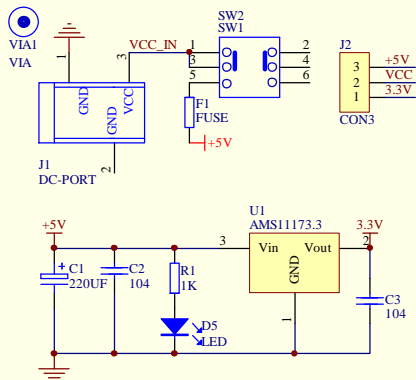 VIA1
VIA
1
GND
GND
VCC
3
VCC_IN
2
J1
DC-PORT
SW2
SW1
1
3
5
2
4
6
F1
FUSE
+5V
J2
3
2
1
+5V
VCC
3.3V
CON3
+5V
+
C1
220UF
C2
104
R1
1K
D5
LED
U1
AMS11173.3
3
Vin
Vout
GND
1
2
3.3V
C3
104